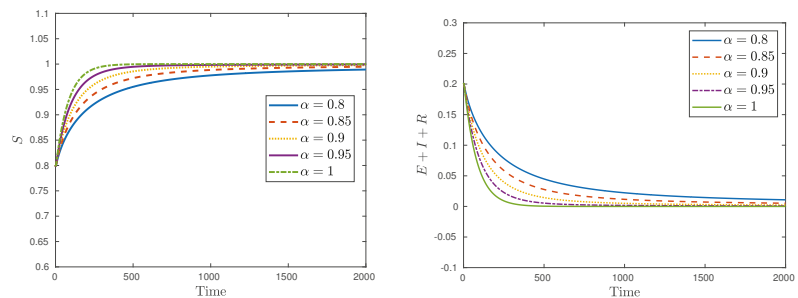 1.1
1.05
1
0.95
0.9
0.85
0.8
0.75
0.7
0.65
0.6
S
0
500
1000
1500
2000
Time
α = 0.8
α = 0.85
α = 0.9
α = 0.95
α = 1
0.3
0.25
0.2
0.15
0.1
0.05
0
-0.05
-0.1
E + I + R
0
500
1000
1500
2000
Time
α = 0.8
α = 0.85
α = 0.9
α = 0.95
α = 1